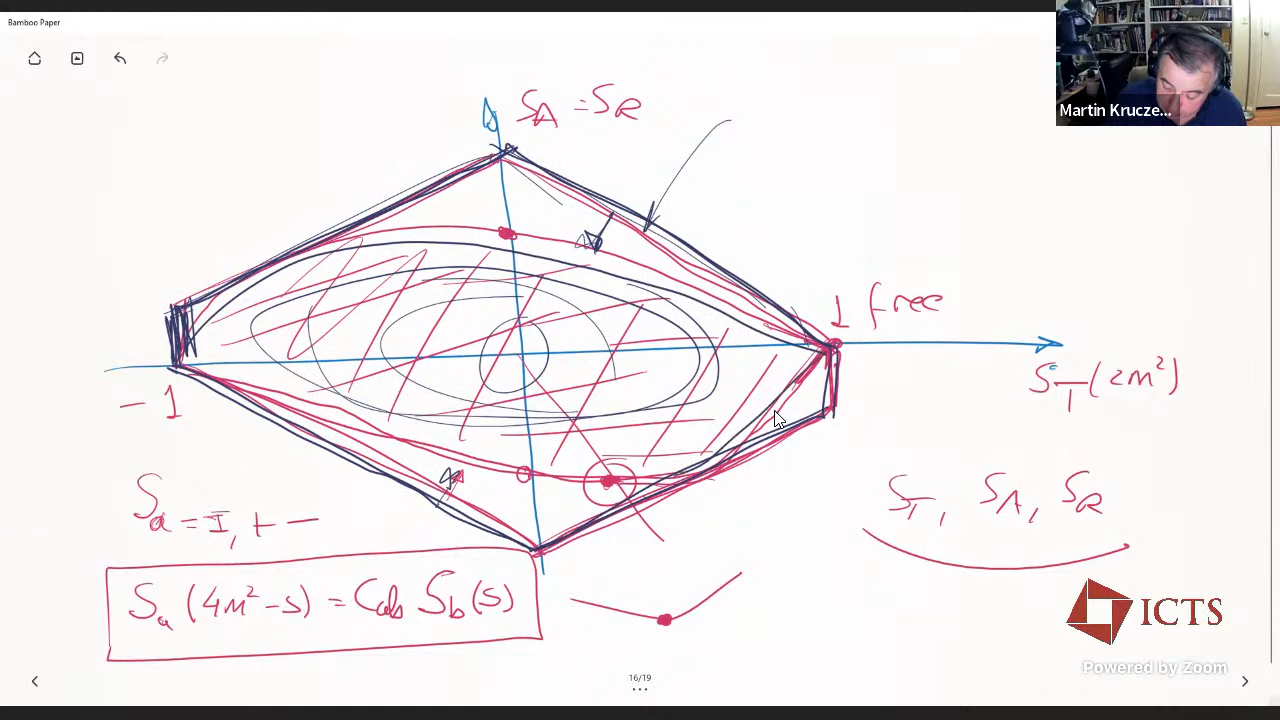 Bamboo Paper
Martin Krucze...
S_A = S_R
1 free
S_T(2m²)
- 1
S_a = I, + -
S_T, S_A, S_R
S_a (4m² - s) = C_ab S_b(s)
ICTS
Powered by Zoom
16/19